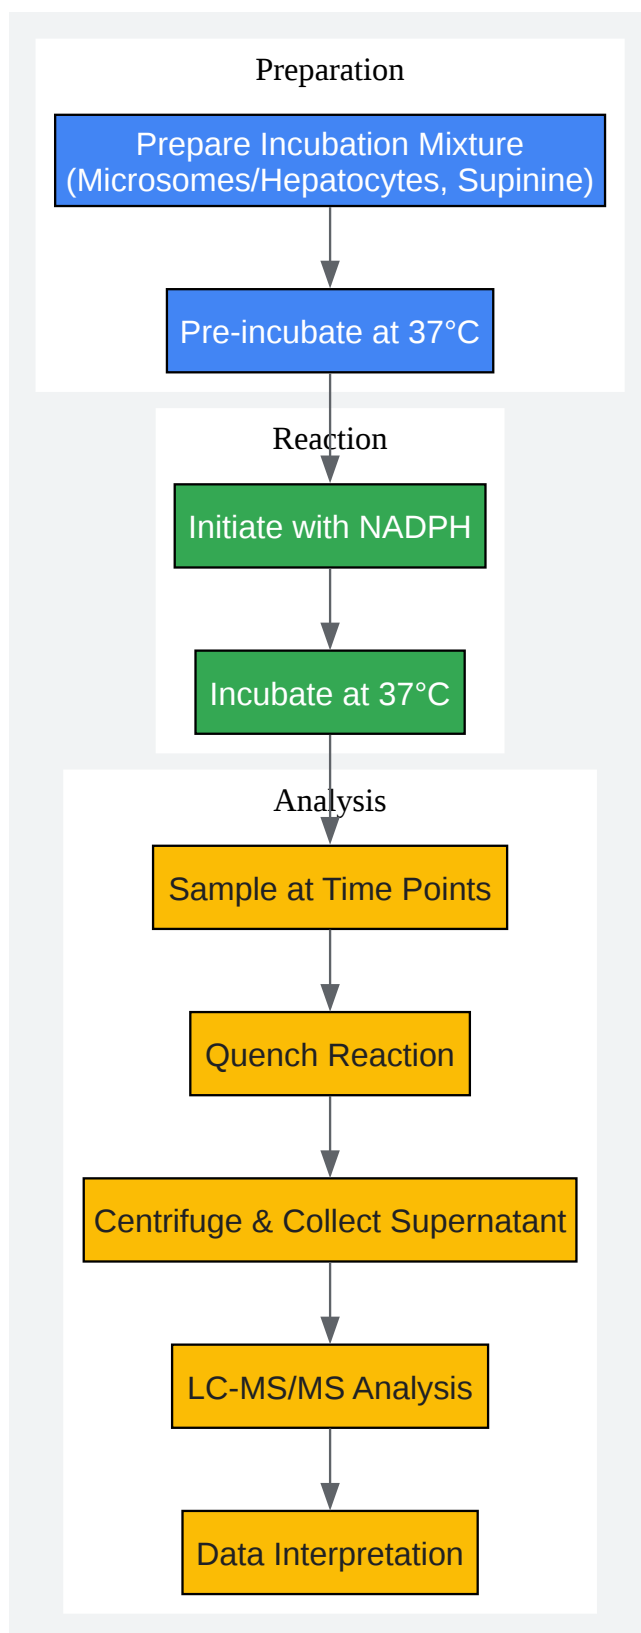 Preparation
Prepare Incubation Mixture
(Microsomes/Hepatocytes, Supinine)
Pre-incubate at 37°C
Reaction
Initiate with NADPH
Incubate at 37°C
Analysis
Sample at Time Points
Quench Reaction
Centrifuge & Collect Supernatant
LC-MS/MS Analysis
Data Interpretation